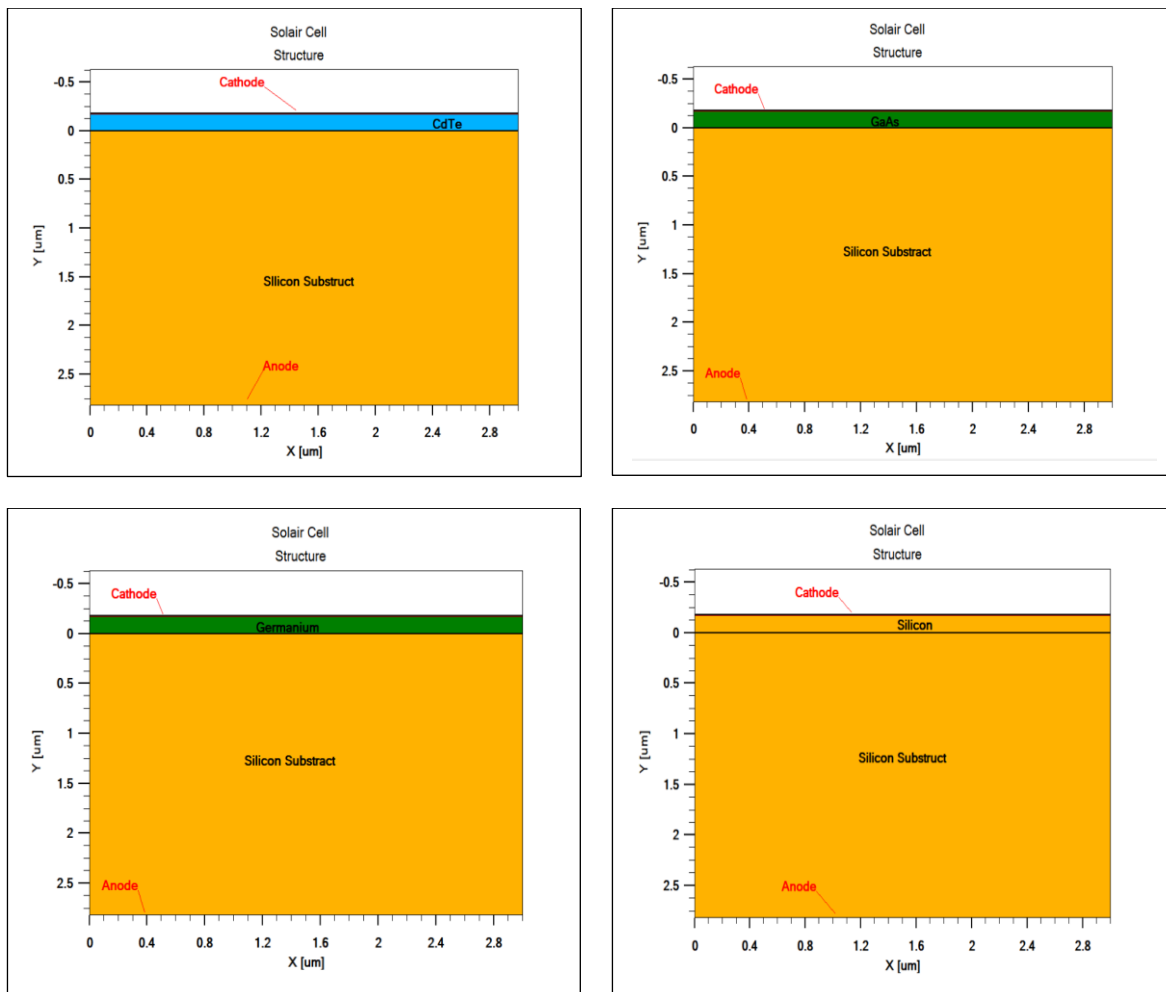 Solair Cell
Structure
-0.5
Cathode
CdTe
0
0.5
1
Y [um]
SIlicon Substruct
1.5
2
Anode
2.5
0 0.4 0.8 1.2 1.6 2 2.4 2.8
X [um]
Solair Cell
Structure
-0.5
Cathode
GaAs
0
0.5
1
Y [um]
Silicon Substract
1.5
2
Anode
2.5
0 0.4 0.8 1.2 1.6 2 2.4 2.8
X [um]
Solair Cell
Structure
-0.5
Cathode
Germanium
0
0.5
1
Y [um]
Silicon Substract
1.5
2
Anode
2.5
0 0.4 0.8 1.2 1.6 2 2.4 2.8
X [um]
Solair Cell
Structure
-0.5
Cathode
Silicon
0
0.5
1
Y [um]
Silicon Substruct
1.5
2
Anode
2.5
0 0.4 0.8 1.2 1.6 2 2.4 2.8
X [um]